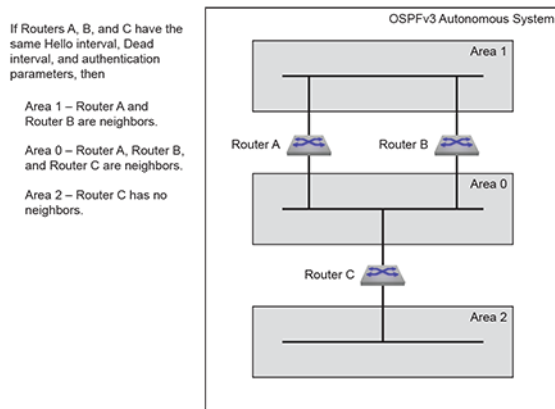 If Routers A, B, and C have the
same Hello interval, Dead
interval, and authentication
parameters, then
Area 1 – Router A and
Router B are neighbors.
Area 0 – Router A, Router B,
and Router C are neighbors.
Area 2 – Router C has no
neighbors.
OSPFv3 Autonomous System
Area 1
Router A
Router B
Area 0
Router C
Area 2